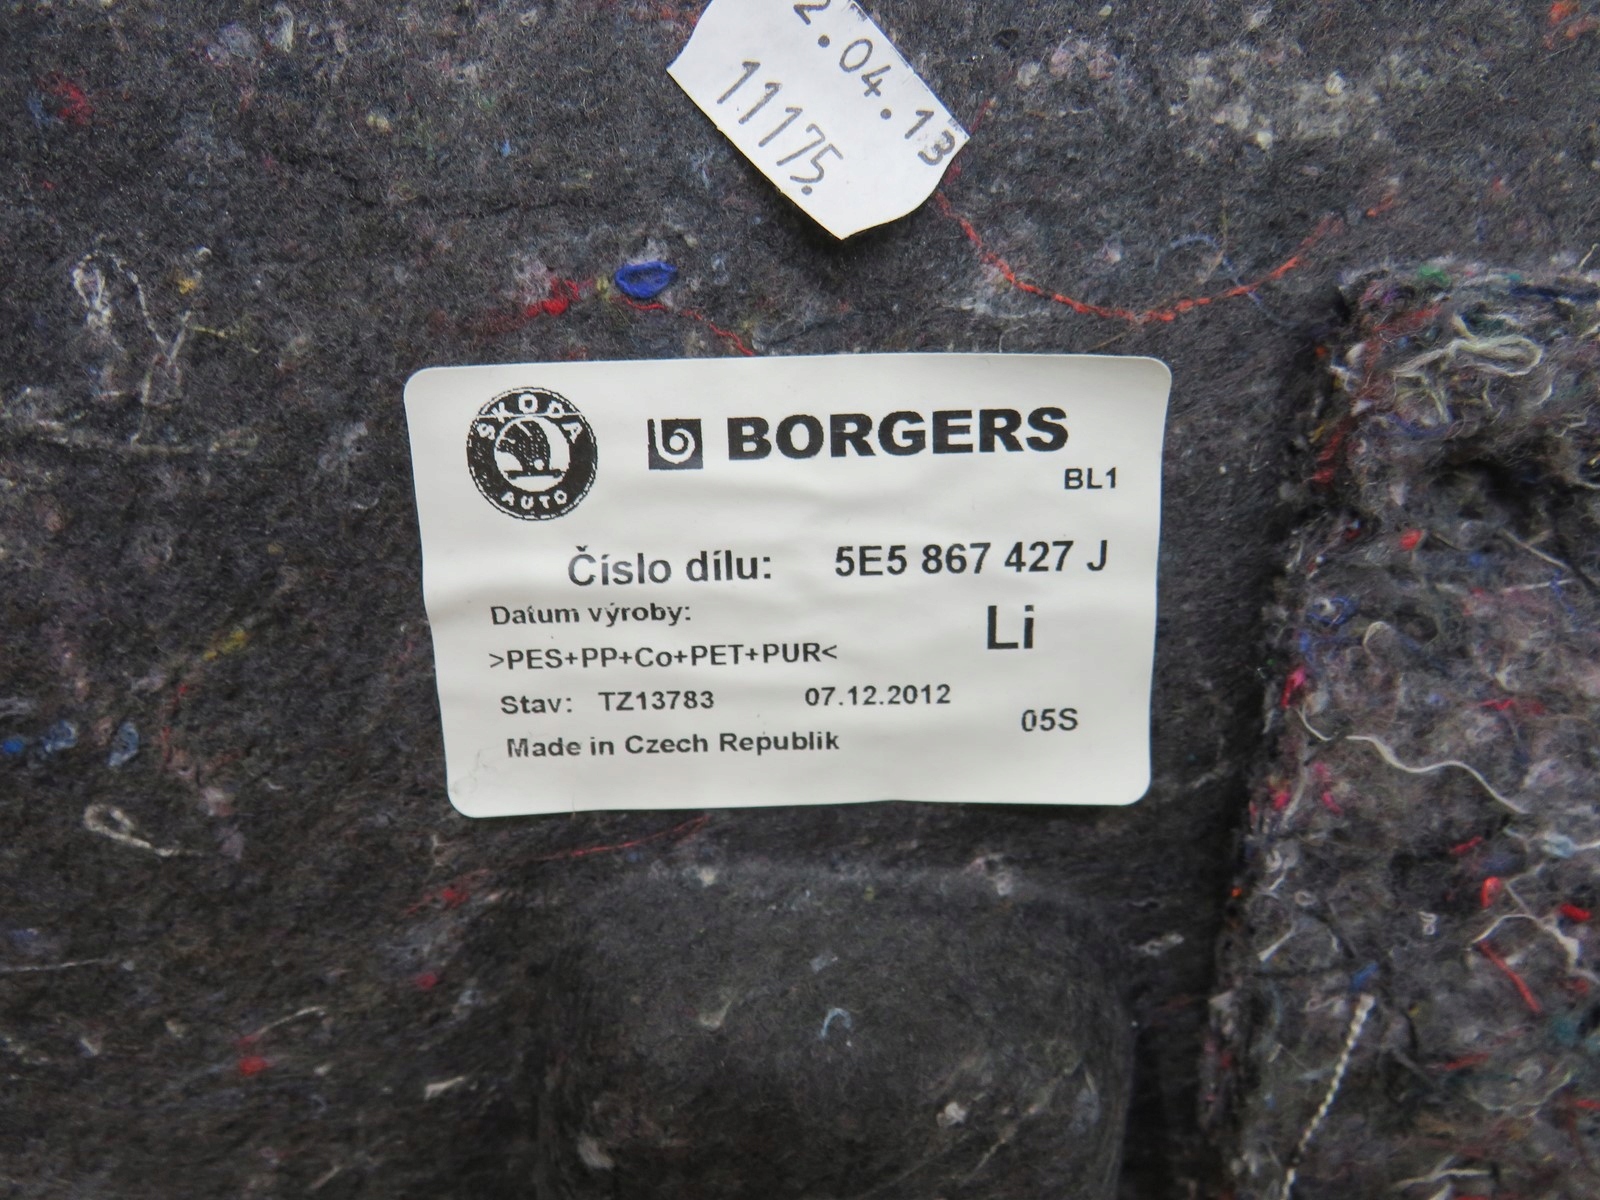 2.04.13
11175.
ŠKODA
AUTO
BORGERS
BL1
Číslo dílu: 5E5 867 427 J
Datum výroby:
Li
>PES+PP+Co+PET+PUR<
Stav: TZ13783 07.12.2012
05S
Made in Czech Republik